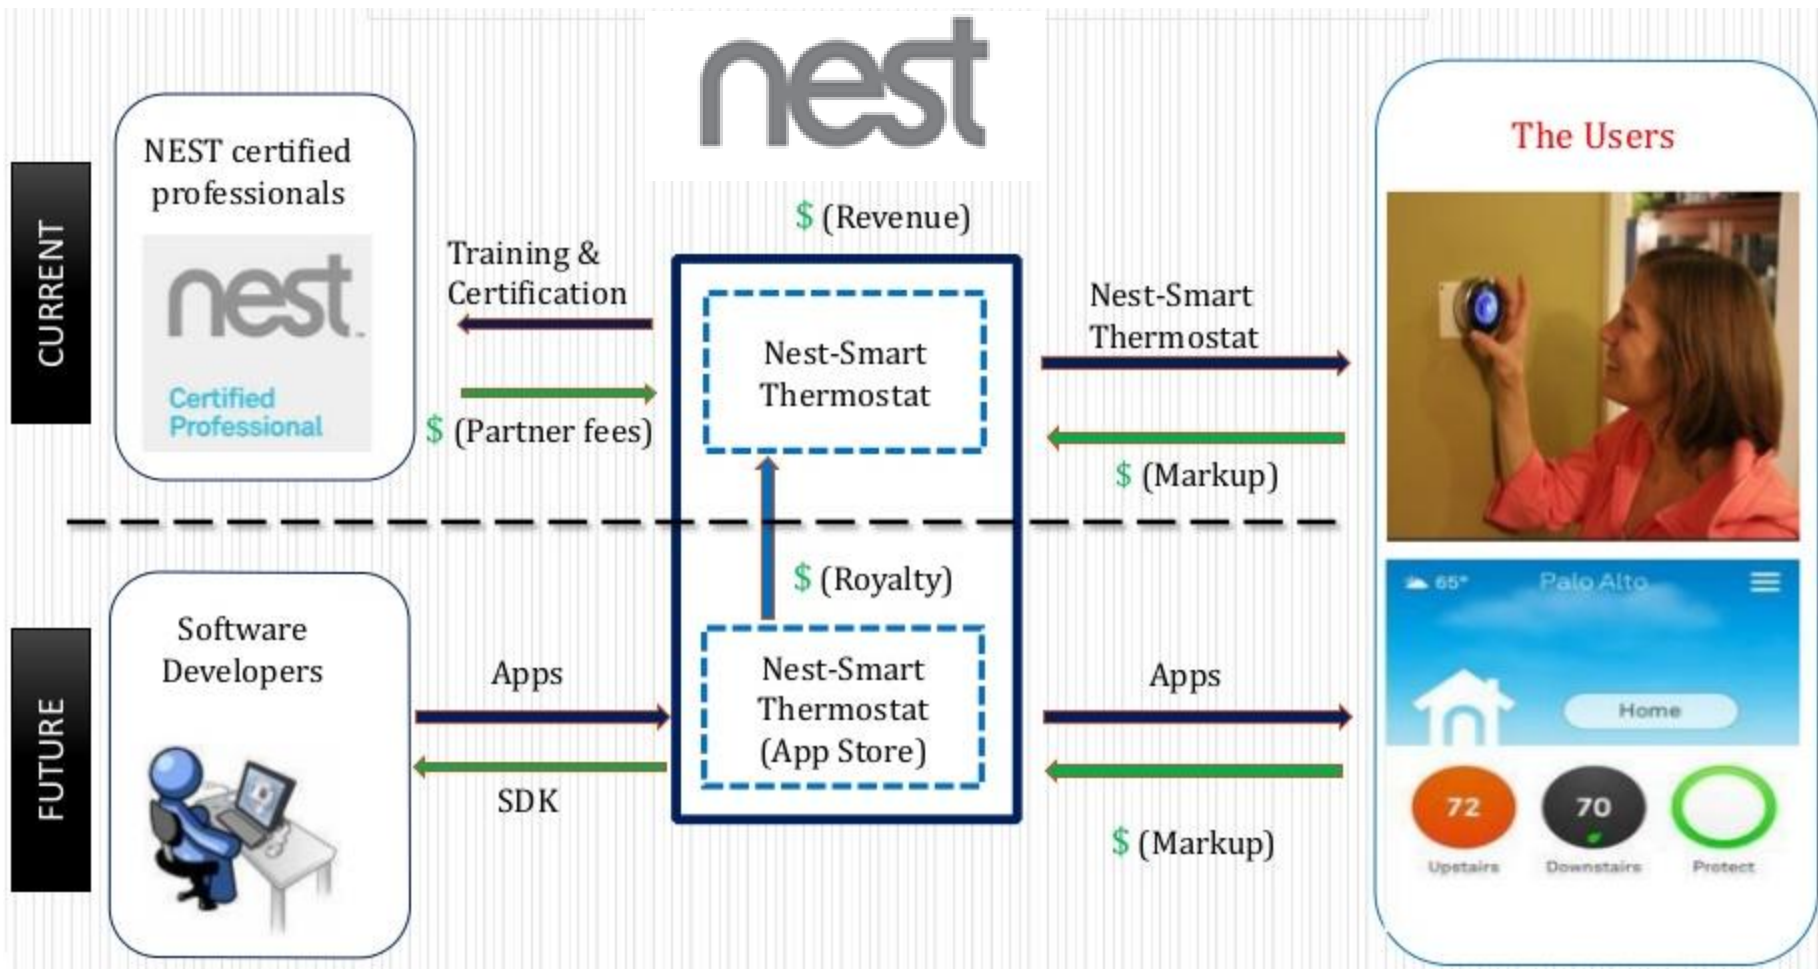 nest
CURRENT
NEST certified
professionals
nest
Certified
Professional
Training &
Certification
$ (Partner fees)
$ (Revenue)
Nest-Smart
Thermostat
Nest-Smart
Thermostat
$ (Markup)
The Users
FUTURE
Software
Developers
Apps
SDK
$ (Royalty)
Nest-Smart
Thermostat
(App Store)
Apps
$ (Markup)
65°
Palo Alto
Home
72
70
Upstairs
Downstairs
Protect